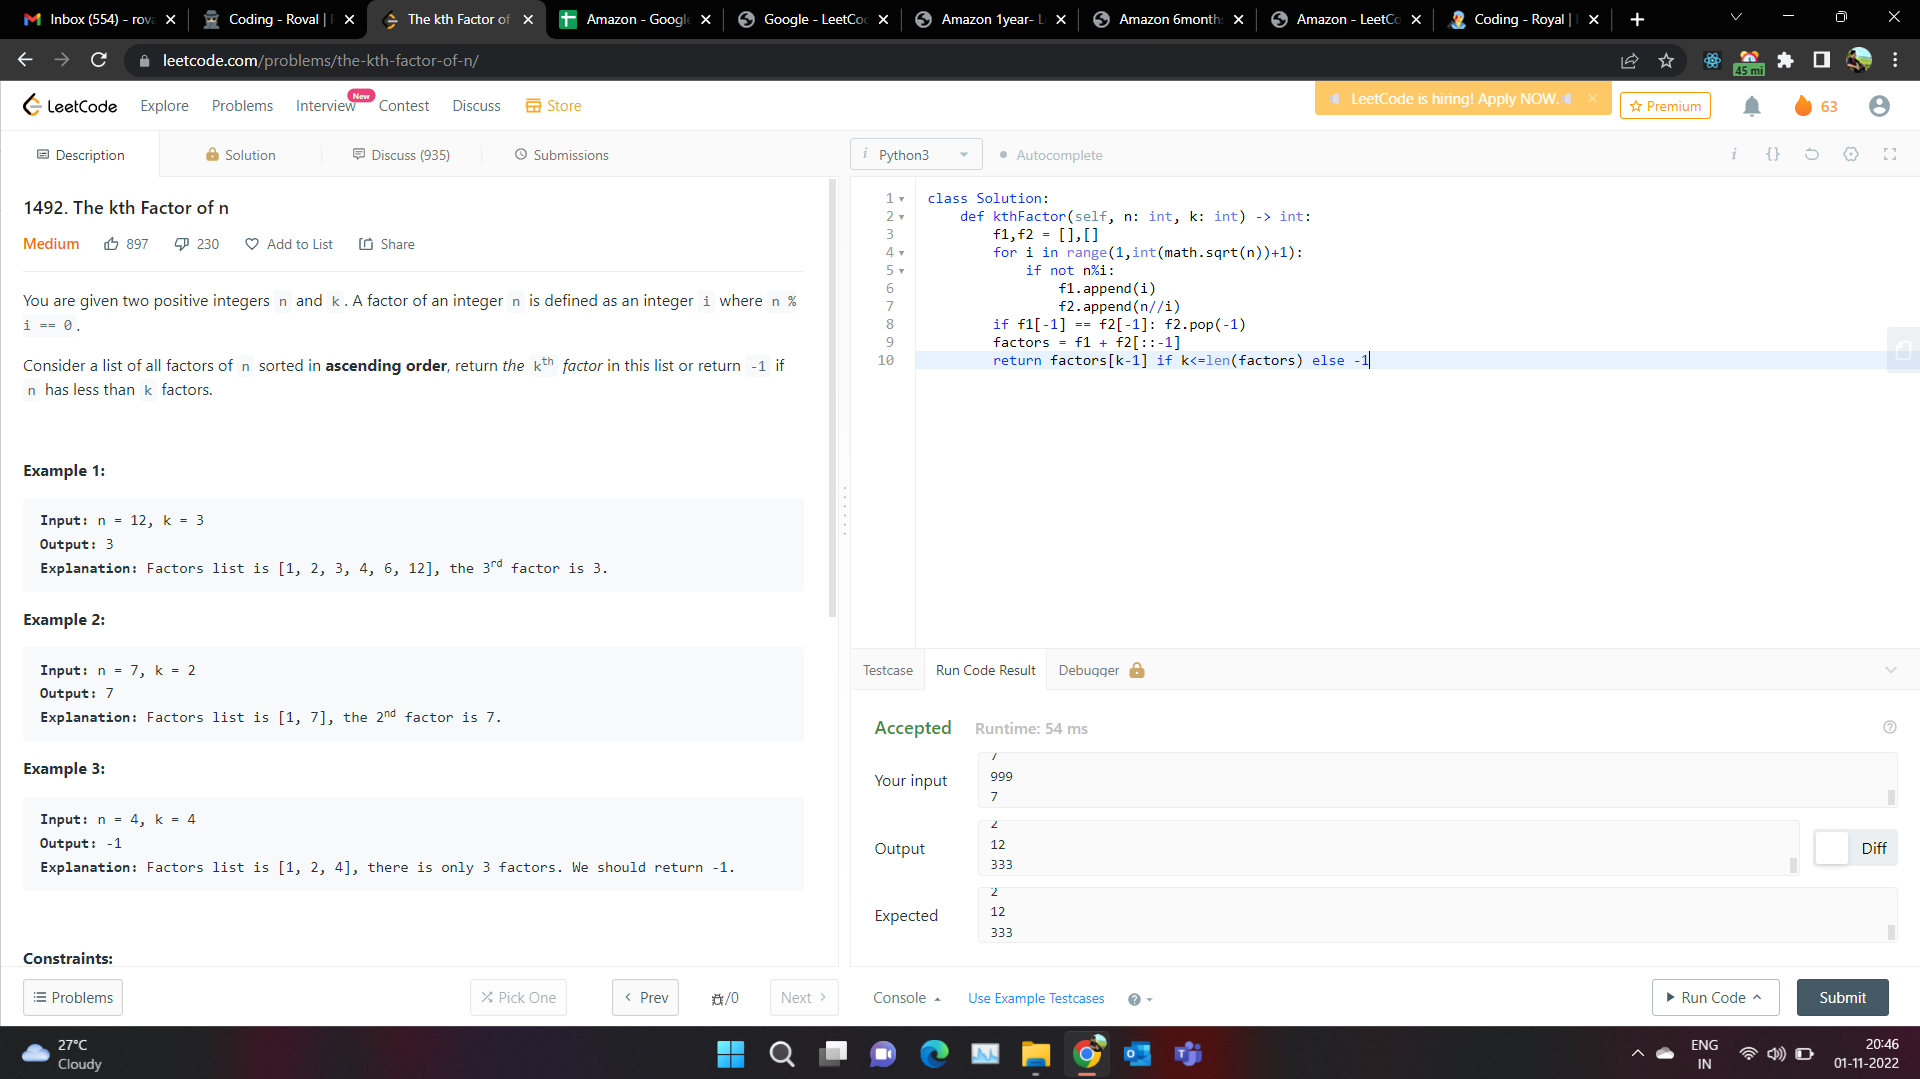 Inbox (554) - rova
Coding - Roval |
The kth Factor of
Amazon - Google
Google - LeetCo
Amazon 1year- L
Amazon 6months
Amazon - LeetCo
Coding - Royal |
leetcode.com/problems/the-kth-factor-of-n/
45 mi
LeetCode
Explore
Problems
Interview
New
Contest
Discuss
Store
LeetCode is hiring! Apply NOW.
Premium
63
Description
Solution
Discuss (935)
Submissions
i Python3
Autocomplete
1492. The kth Factor of n
Medium
897
230
Add to List
Share
You are given two positive integers n and k. A factor of an integer n is defined as an integer i where n %
i == 0.
Consider a list of all factors of n sorted in ascending order, return the kth factor in this list or return -1 if
n has less than k factors.
Example 1:
Input: n = 12, k = 3
Output: 3
Explanation: Factors list is [1, 2, 3, 4, 6, 12], the 3rd factor is 3.
Example 2:
Input: n = 7, k = 2
Output: 7
Explanation: Factors list is [1, 7], the 2nd factor is 7.
Example 3:
Input: n = 4, k = 4
Output: -1
Explanation: Factors list is [1, 2, 4], there is only 3 factors. We should return -1.
Constraints:
Problems
Pick One
Prev
/0
Next
1 class Solution:
2 def kthFactor(self, n: int, k: int) -> int:
3 f1,f2 = [],[]
4 for i in range(1,int(math.sqrt(n))+1):
5 if not n%i:
6 f1.append(i)
7 f2.append(n//i)
8 if f1[-1] == f2[-1]: f2.pop(-1)
9 factors = f1 + f2[::-1]
10 return factors[k-1] if k<=len(factors) else -1
Testcase
Run Code Result
Debugger
Accepted
Runtime: 54 ms
Your input
7
999
7
Output
2
12
333
Diff
Expected
2
12
333
Console
Use Example Testcases
Run Code
Submit
27°C
Cloudy
ENG
IN
20:46
01-11-2022